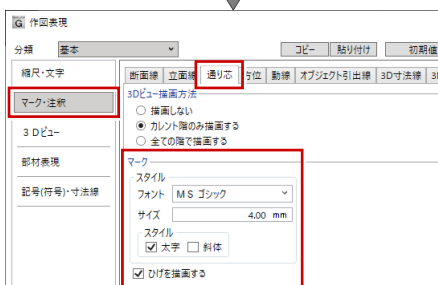 G 作図表現
分類 基本 コピー 貼り付け 初期値
縮尺・文字
マーク・注釈
3Dビュー
部材表現
記号(符号)・寸法線
断面線 立面線 通り芯 方位 動線 オブジェクト引出線 3D寸法線
3Dビュー描画方法
描画しない
カレント階のみ描画する
全ての階で描画する
マーク
スタイル
フォント MS ゴシック
サイズ 4.00 mm
スタイル
太字 斜体
ひげを描画する